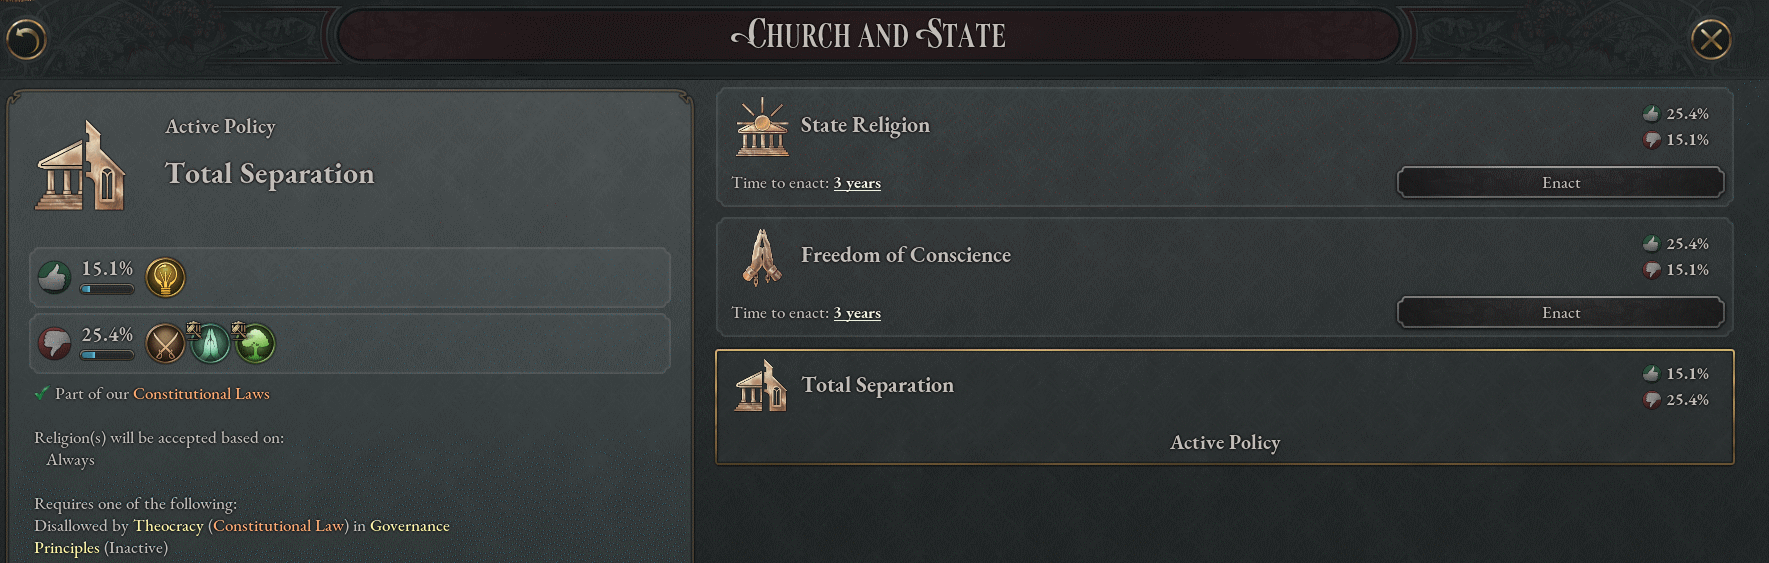 Church and State
Active Policy
Total Separation
15.1%
25.4%
Part of our Constitutional Laws
Religion(s) will be accepted based on:
Always
Requires one of the following:
Disallowed by Theocracy (Constitutional Law) in Governance
Principles (Inactive)
State Religion
25.4%
15.1%
Time to enact: 3 years
Enact
Freedom of Conscience
25.4%
15.1%
Time to enact: 3 years
Enact
Total Separation
15.1%
25.4%
Active Policy